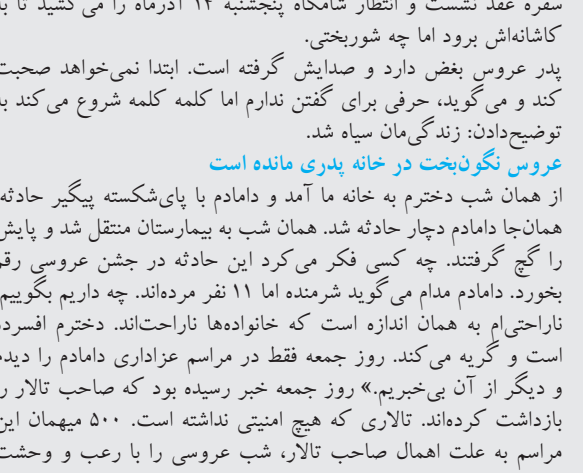 سفره عقد نشست و انتظار شامگاه پنجشنبه ۱۴ آذرماه را می‌کشید تا به
کاشانه‌اش برود اما چه شوربختی.
پدر عروس بغض دارد و صدایش گرفته است. ابتدا نمی‌خواهد صحبت
کند و می‌گوید، حرفی برای گفتن ندارم اما کلمه کلمه شروع می‌کند به
توضیح‌دادن: زندگی‌مان سیاه شد.
عروس نگون‌بخت در خانه پدری مانده است
از همان شب دخترم به خانه ما آمد و دامادم با پای‌شکسته پیگیر حادثه.
همان‌جا دامادم دچار حادثه شد. همان شب به بیمارستان منتقل شد و پایش
را گچ گرفتند. چه کسی فکر می‌کرد این حادثه در جشن عروسی رقم
بخورد. دامادم مدام می‌گوید شرمنده اما ۱۱ نفر مرده‌اند. چه داریم بگوییم.
ناراحتی‌ام به همان اندازه است که خانواده‌ها ناراحت‌اند. دخترم افسرده
است و گریه می‌کند. روز جمعه فقط در مراسم عزاداری دامادم را دیدم
و دیگر از آن بی‌خبریم.» روز جمعه خبر رسیده بود که صاحب تالار را
بازداشت کرده‌اند. تالاری که هیچ امنیتی نداشته است. ۵۰۰ میهمان این
مراسم به علت اهمال صاحب تالار، شب عروسی را با رعب و وحشت